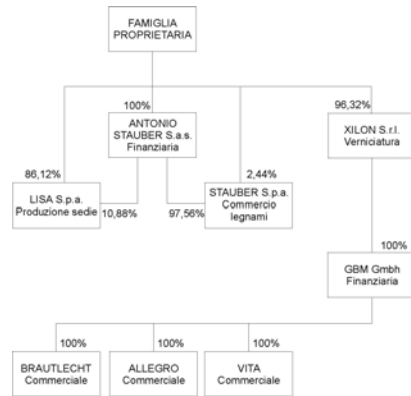 FAMIGLIA
PROPRIETARIA
100%
96,32%
ANTONIO
STAUBER S.a.s.
Finanziaria
XILON S.r.l.
Verniciatura
86,12%
2,44%
LISA S.p.a.
Produzione sedie
10,88%
97,56%
STAUBER S.p.a.
Commercio
legnami
100%
GBM Gmbh
Finanziaria
100%
100%
100%
BRAUTLECHT
Commerciale
ALLEGRO
Commerciale
VITA
Commerciale